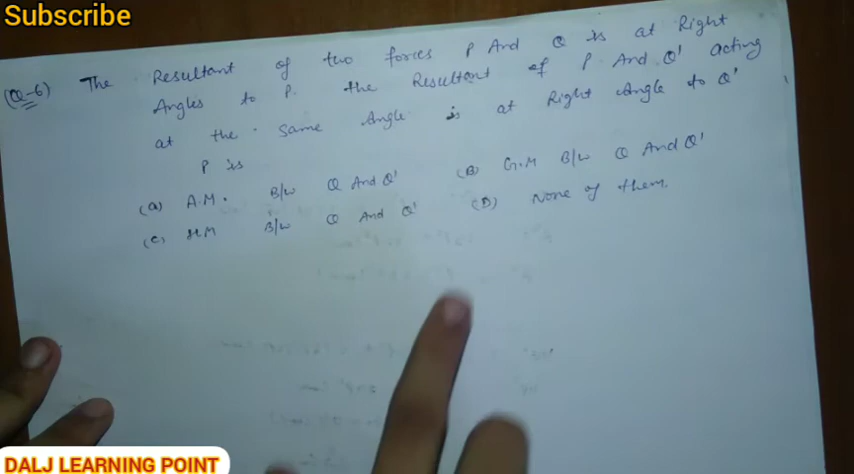 Subscribe
(Q-6) The Resultant of two forces P And Q is at Right
Angles to P. the Resultant of P And Q' acting
at the same Angle is at Right Angle to Q'
P is
(a) A.M. B/w Q And Q' (B) G.M B/w Q And Q'
(c) HM B/w Q And Q' (D) None of them.
DALJ LEARNING POINT